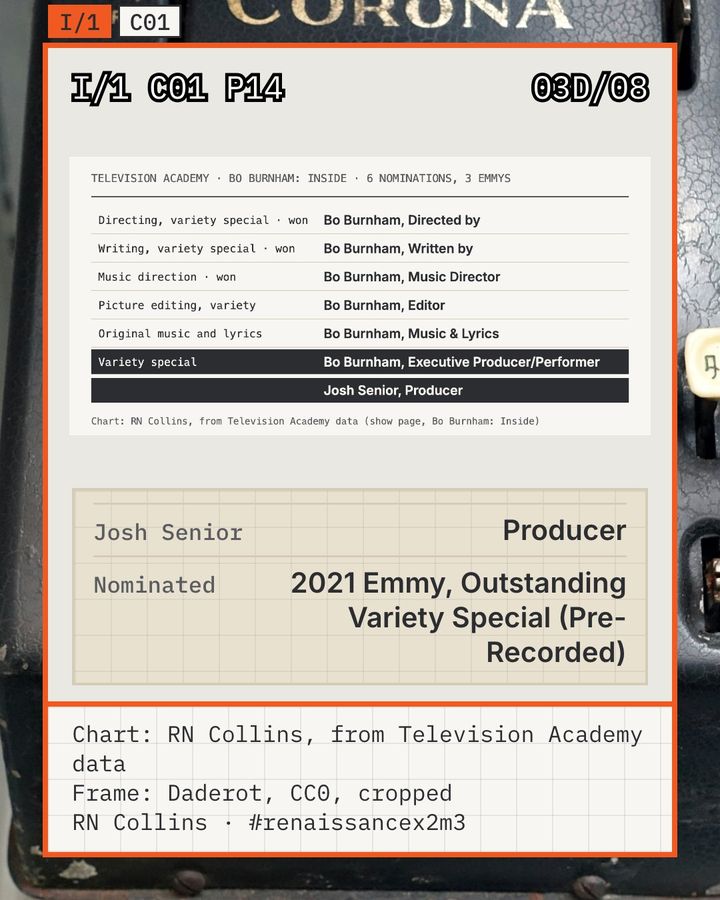 CORONA
I/1 C01
I/1 C01 P14 03D/08
TELEVISION ACADEMY · BO BURNHAM: INSIDE · 6 NOMINATIONS, 3 EMMYS
Directing, variety special · won Bo Burnham, Directed by
Writing, variety special · won Bo Burnham, Written by
Music direction · won Bo Burnham, Music Director
Picture editing, variety Bo Burnham, Editor
Original music and lyrics Bo Burnham, Music & Lyrics
Variety special Bo Burnham, Executive Producer/Performer
Josh Senior, Producer
Chart: RN Collins, from Television Academy data (show page, Bo Burnham: Inside)
Josh Senior Producer
Nominated 2021 Emmy, Outstanding
Variety Special (Pre-
Recorded)
Chart: RN Collins, from Television Academy
data
Frame: Daderot, CC0, cropped
RN Collins · #renaissancex2m3